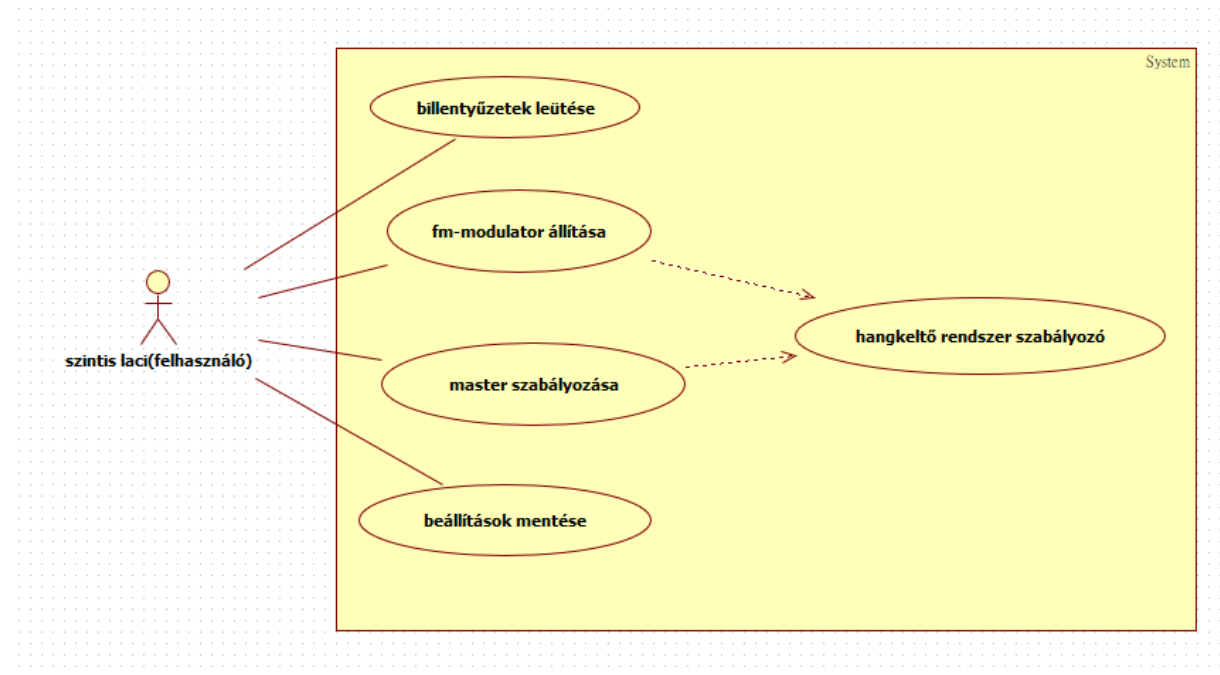 System
billentyűzetek leütése
fm-modulator állítása
hangkeltő rendszer szabályozó
szintis laci(felhasználó)
master szabályozása
beállítások mentése